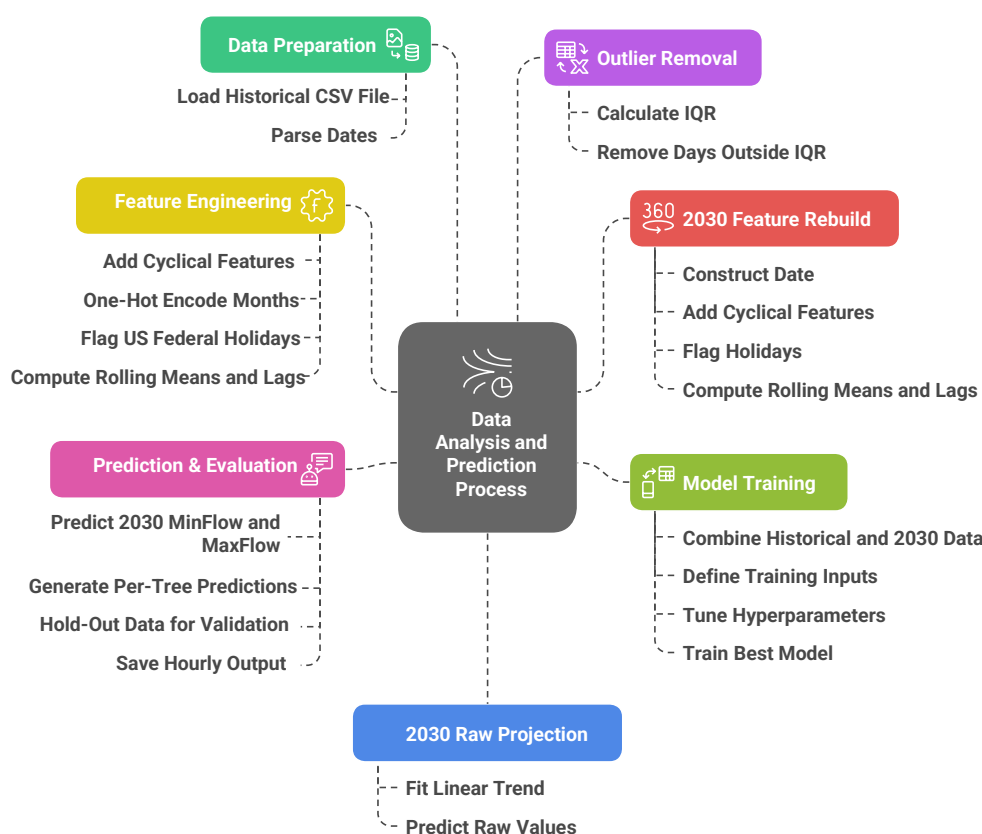 Data Preparation
Load Historical CSV File
Parse Dates
Outlier Removal
Calculate IQR
Remove Days Outside IQR
Feature Engineering
f
Add Cyclical Features
One-Hot Encode Months
Flag US Federal Holidays
Compute Rolling Means and Lags
360
2030 Feature Rebuild
Construct Date
Add Cyclical Features
Flag Holidays
Compute Rolling Means and Lags
Data
Analysis and
Prediction
Process
Prediction & Evaluation
Predict 2030 MinFlow and
MaxFlow
Generate Per-Tree Predictions
Hold-Out Data for Validation
Save Hourly Output
Model Training
Combine Historical and 2030 Data
Define Training Inputs
Tune Hyperparameters
Train Best Model
2030 Raw Projection
Fit Linear Trend
Predict Raw Values